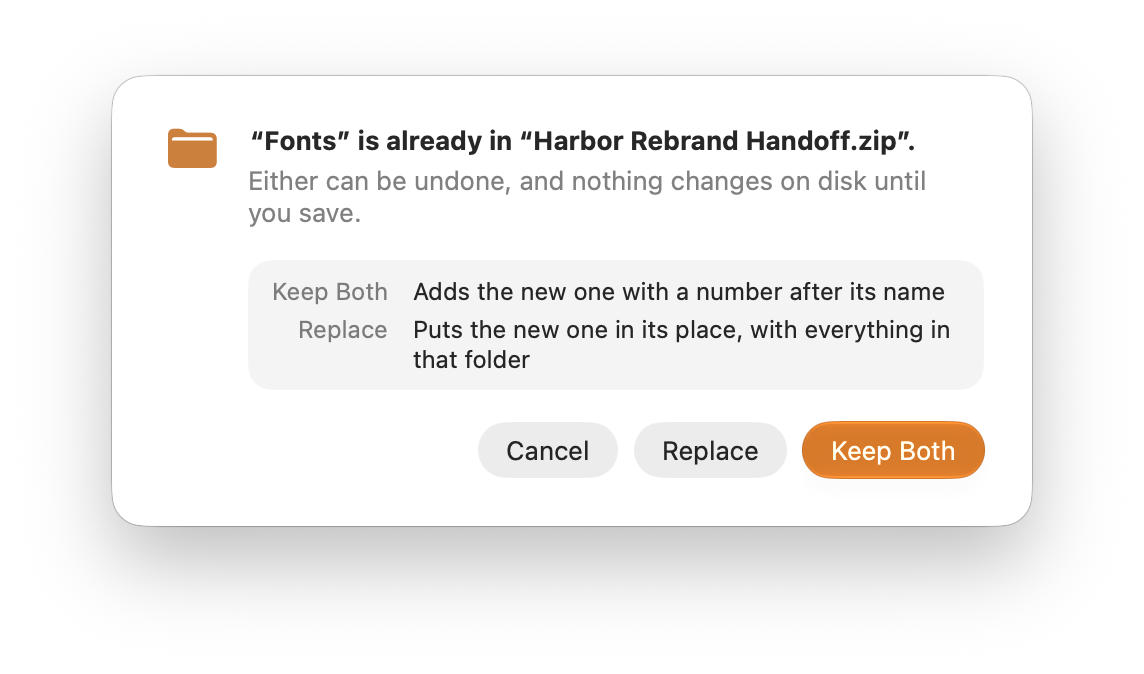 “Fonts” is already in “Harbor Rebrand Handoff.zip”.
Either can be undone, and nothing changes on disk until
you save.
Keep Both Adds the new one with a number after its name
Replace Puts the new one in its place, with everything in
that folder
Cancel Replace Keep Both